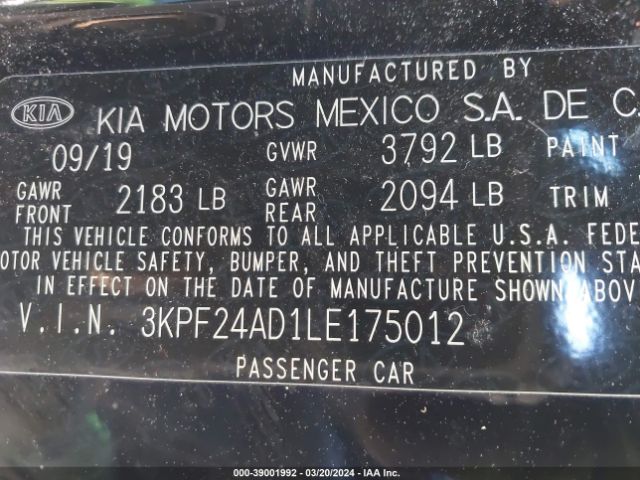 MANUFACTURED BY
KIA KIA MOTORS MEXICO S.A. DE C
09/19 GVWR 3792 LB PAINT
GAWR FRONT 2183 LB GAWR REAR 2094 LB TRIM
THIS VEHICLE CONFORMS TO ALL APPLICABLE U.S.A. FEDE
OTOR VEHICLE SAFETY, BUMPER, AND THEFT PREVENTION STA
IN EFFECT ON THE DATE OF MANUFACTURE SHOWN ABOV
V.I.N. 3KPF24AD1LE175012
PASSENGER CAR
000-39001992 — 03/20/2024 — IAA Inc.